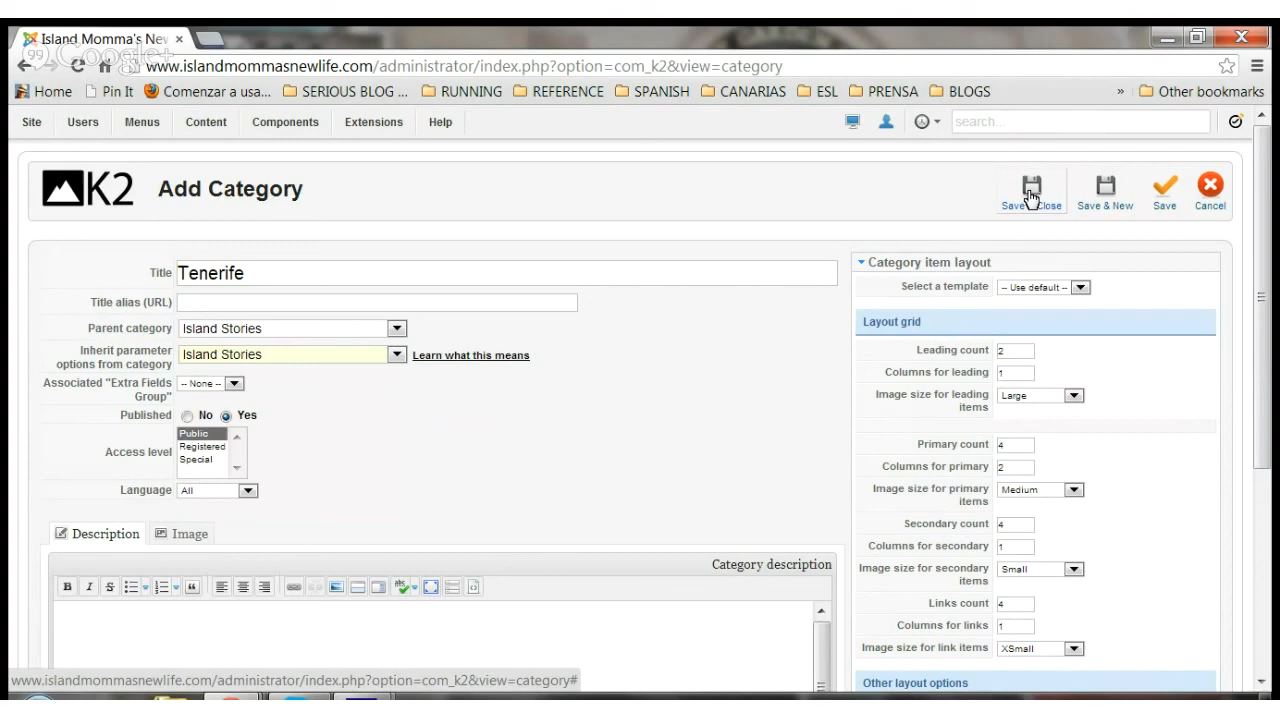 Island Momma's New
99 Google+
www.islandmommasnewlife.com/administrator/index.php?option=com_k2&view=category
Home Pin It Comenzar a usa... SERIOUS BLOG ... RUNNING REFERENCE SPANISH CANARIAS ESL PRENSA BLOGS » Other bookmarks
Site Users Menus Content Components Extensions Help search...
K2 Add Category
Save Close Save & New Save Cancel
Title Tenerife
Title alias (URL)
Parent category Island Stories
Inherit parameter
options from category Island Stories Learn what this means
Associated "Extra Fields
Group" -- None --
Published No Yes
Access level Public
Registered
Special
Language All
Description Image
Category description
B I S ABC
www.islandmommasnewlife.com/administrator/index.php?option=com_k2&view=category#
Category item layout
Select a template -- Use default --
Layout grid
Leading count 2
Columns for leading 1
Image size for leading
items Large
Primary count 4
Columns for primary 2
Image size for primary
items Medium
Secondary count 4
Columns for secondary 1
Image size for secondary
items Small
Links count 4
Columns for links 1
Image size for link items XSmall
Other layout options